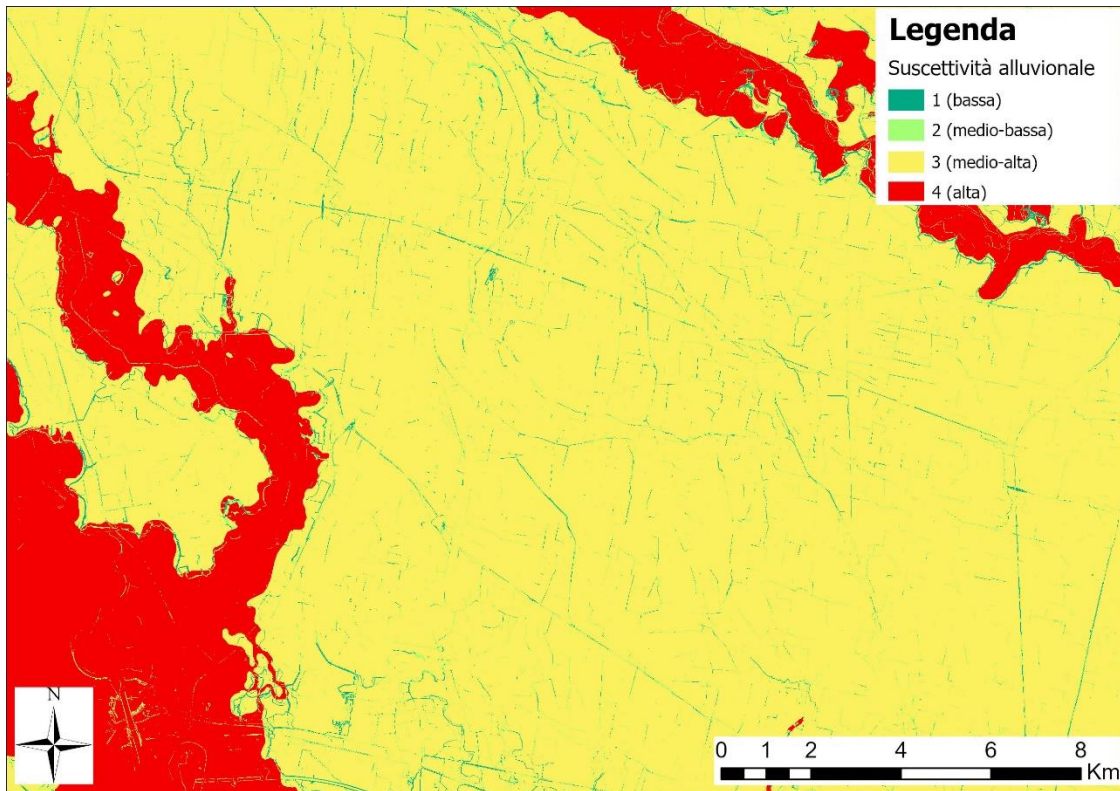 Legenda
Suscettività alluvionale
1 (bassa)
2 (medio-bassa)
3 (medio-alta)
4 (alta)
N
0 1 2 4 6 8
Km